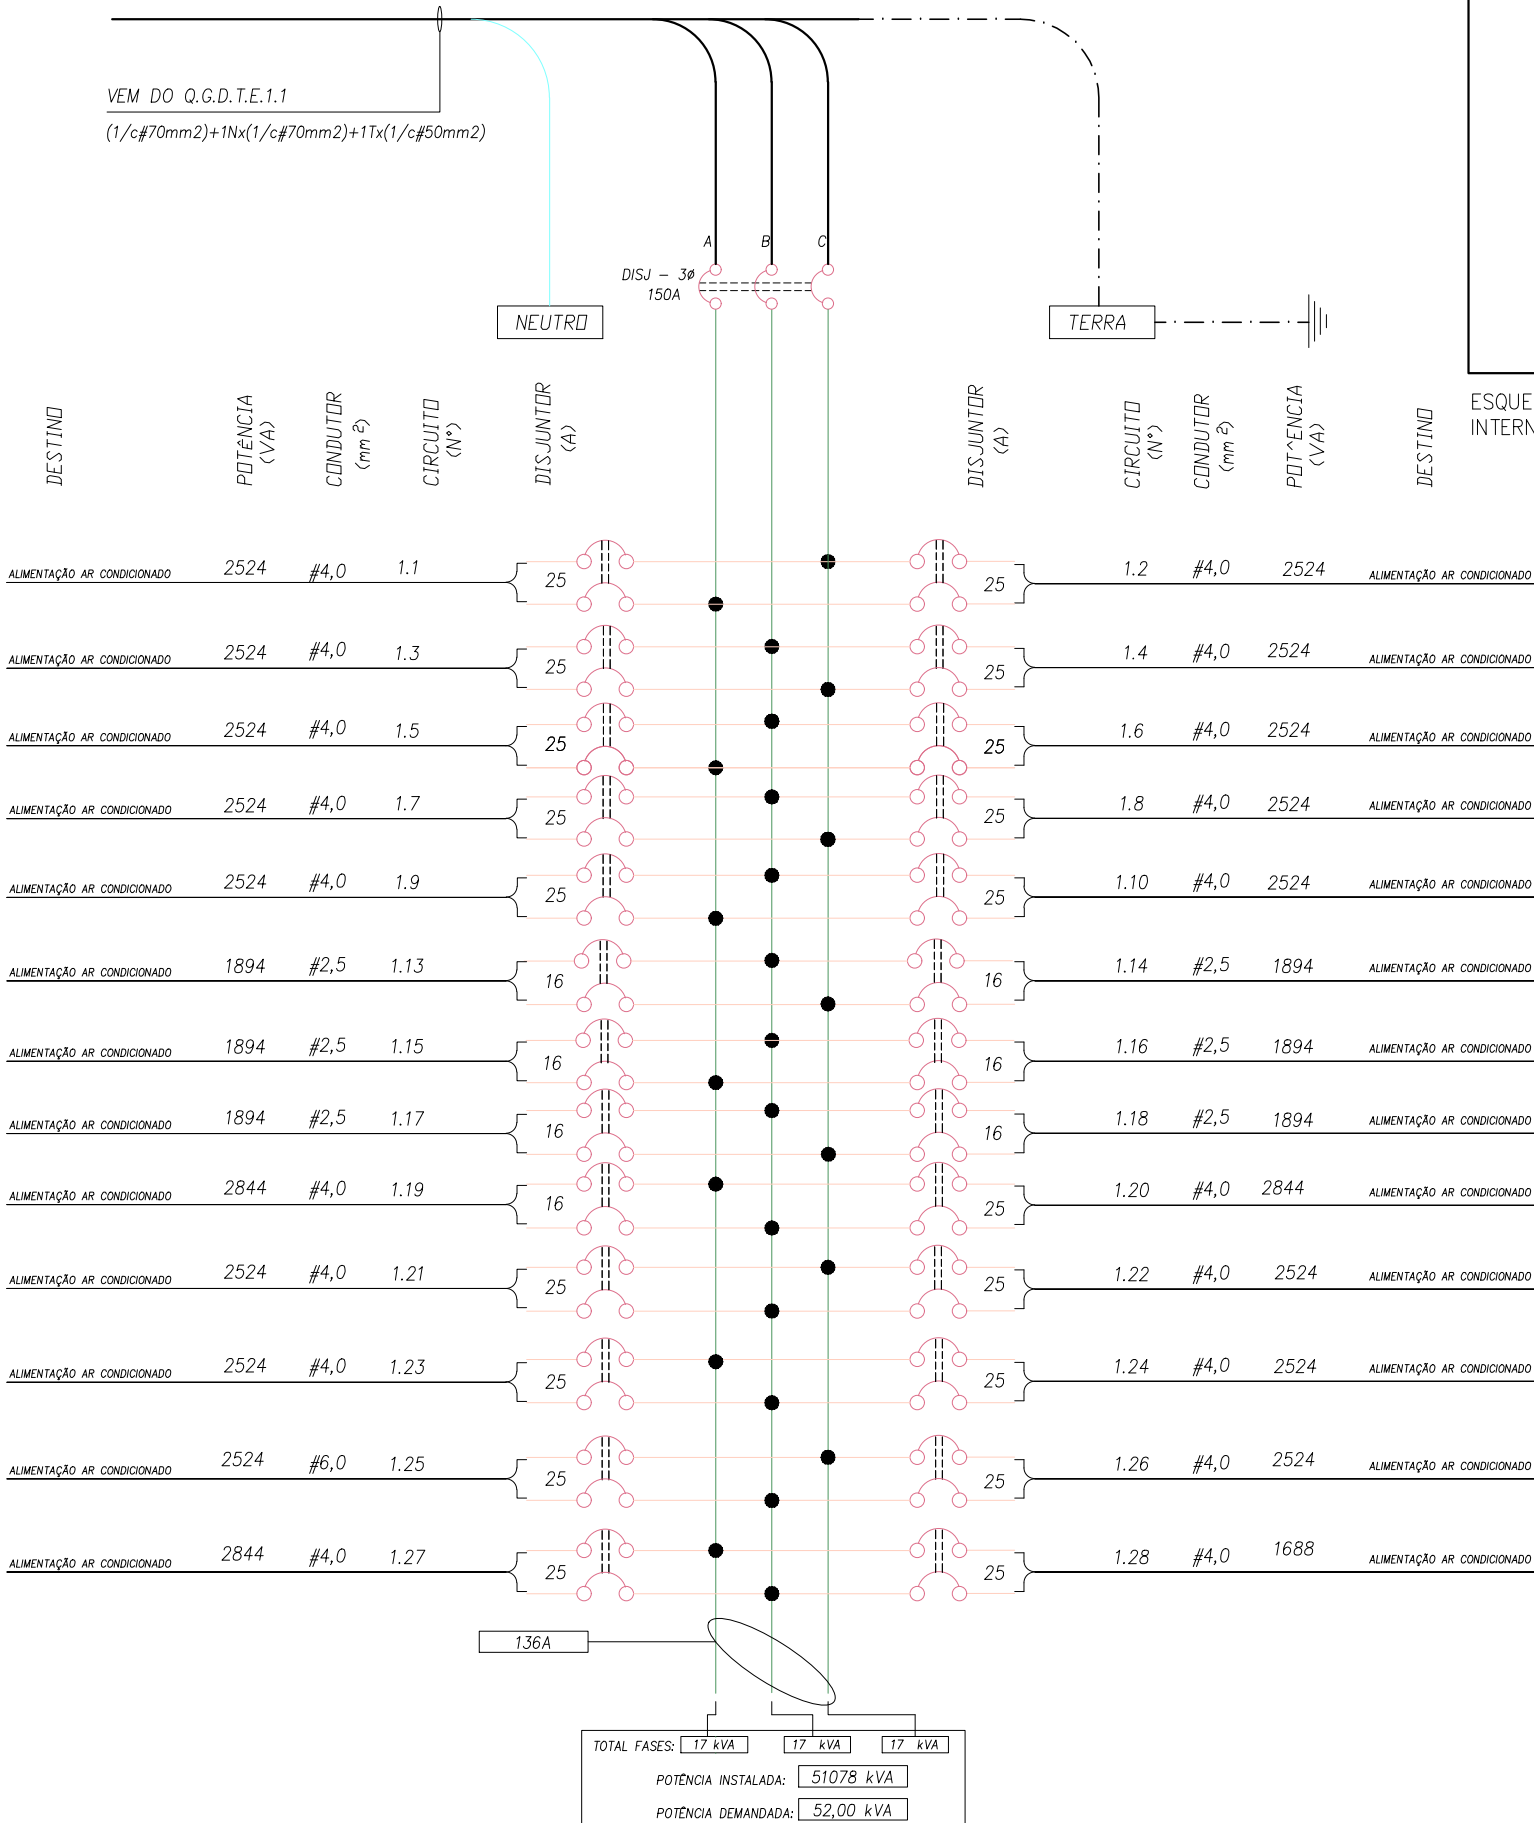 VEM DO Q.G.D.T.E.1.1
(1/c#70mm2)+1Nx(1/c#70mm2)+1Tx(1/c#50mm2)
A B C
DISJ - 3ø
150A
NEUTRO
TERRA
ESQUE
INTERN
DESTINO
POTÊNCIA
(VA)
CONDUTOR
(mm²)
CIRCUITO
(N°)
DISJUNTOR
(A)
DISJUNTOR
(A)
CIRCUITO
(N°)
CONDUTOR
(mm²)
POT^ENCIA
(VA)
DESTINO
ALIMENTAÇÃO AR CONDICIONADO 2524 #4,0 1.1 25 25 1.2 #4,0 2524 ALIMENTAÇÃO AR CONDICIONADO
ALIMENTAÇÃO AR CONDICIONADO 2524 #4,0 1.3 25 25 1.4 #4,0 2524 ALIMENTAÇÃO AR CONDICIONADO
ALIMENTAÇÃO AR CONDICIONADO 2524 #4,0 1.5 25 25 1.6 #4,0 2524 ALIMENTAÇÃO AR CONDICIONADO
ALIMENTAÇÃO AR CONDICIONADO 2524 #4,0 1.7 25 25 1.8 #4,0 2524 ALIMENTAÇÃO AR CONDICIONADO
ALIMENTAÇÃO AR CONDICIONADO 2524 #4,0 1.9 25 25 1.10 #4,0 2524 ALIMENTAÇÃO AR CONDICIONADO
ALIMENTAÇÃO AR CONDICIONADO 1894 #2,5 1.13 16 16 1.14 #2,5 1894 ALIMENTAÇÃO AR CONDICIONADO
ALIMENTAÇÃO AR CONDICIONADO 1894 #2,5 1.15 16 16 1.16 #2,5 1894 ALIMENTAÇÃO AR CONDICIONADO
ALIMENTAÇÃO AR CONDICIONADO 1894 #2,5 1.17 16 16 1.18 #2,5 1894 ALIMENTAÇÃO AR CONDICIONADO
ALIMENTAÇÃO AR CONDICIONADO 2844 #4,0 1.19 16 25 1.20 #4,0 2844 ALIMENTAÇÃO AR CONDICIONADO
ALIMENTAÇÃO AR CONDICIONADO 2524 #4,0 1.21 25 25 1.22 #4,0 2524 ALIMENTAÇÃO AR CONDICIONADO
ALIMENTAÇÃO AR CONDICIONADO 2524 #4,0 1.23 25 25 1.24 #4,0 2524 ALIMENTAÇÃO AR CONDICIONADO
ALIMENTAÇÃO AR CONDICIONADO 2524 #6,0 1.25 25 25 1.26 #4,0 2524 ALIMENTAÇÃO AR CONDICIONADO
ALIMENTAÇÃO AR CONDICIONADO 2844 #4,0 1.27 25 25 1.28 #4,0 1688 ALIMENTAÇÃO AR CONDICIONADO
136A
TOTAL FASES: 17 kVA 17 kVA 17 kVA
POTÊNCIA INSTALADA: 51078 kVA
POTÊNCIA DEMANDADA: 52,00 kVA